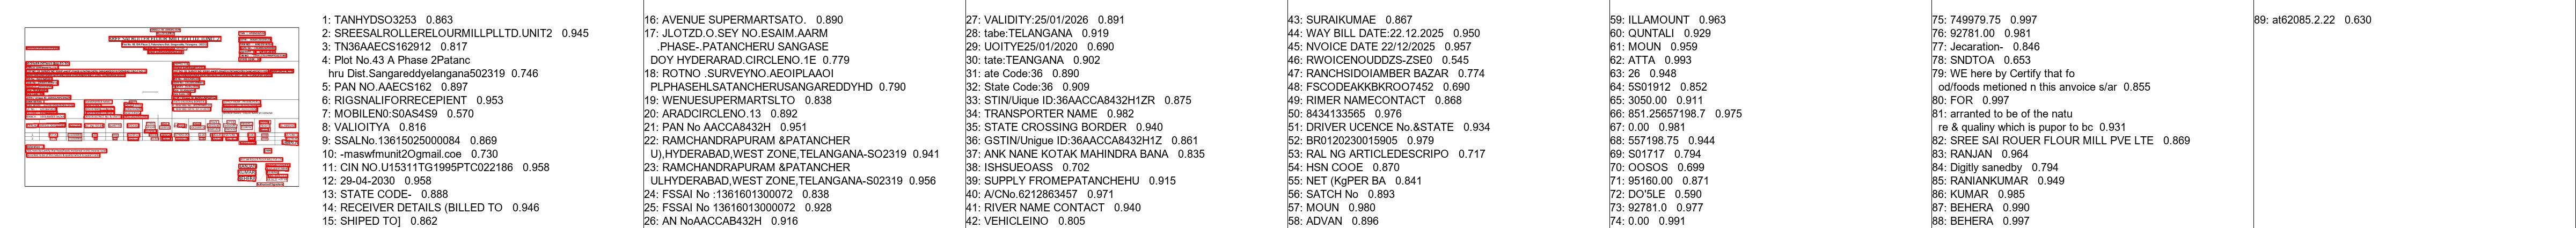 1: TANHYDSO3253 0.863
2: SREESALROLLERELOURMILLPLLTD.UNIT2 0.945
3: TN36AAECS162912 0.817
4: Plot No.43 A Phase 2Patanc
hru Dist.Sangareddyelangana502319 0.746
5: PAN NO.AAECS162 0.897
6: RIGSNALIFORRECEPIENT 0.953
7: MOBILEN0:S0AS4S9 0.570
8: VALIOITYA 0.816
9: SSALNo.13615025000084 0.869
10: -maswfmunit2Ogmail.coe 0.730
11: CIN NO.U15311TG1995PTC022186 0.958
12: 29-04-2030 0.958
13: STATE CODE- 0.888
14: RECEIVER DETAILS (BILLED TO 0.946
15: SHIPED TO] 0.862
16: AVENUE SUPERMARTSATO. 0.890
17: JLOTZD.O.SEY NO.ESAIM.AARM
.PHASE-.PATANCHERU SANGASE
DOY HYDERARAD.CIRCLENO.1E 0.779
18: ROTNO .SURVEYNO.AEOIPLAAOI
PLPHASEHLSATANCHERUSANGAREDDYHD 0.790
19: WENUESUPERMARTSLTO 0.838
20: ARADCIRCLENO.13 0.892
21: PAN No AACCA8432H 0.951
22: RAMCHANDRAPURAM &PATANCHER
U),HYDERABAD,WEST ZONE,TELANGANA-SO2319 0.941
23: RAMCHANDRAPURAM &PATANCHER
ULHYDERABAD,WEST ZONE,TELANGANA-S02319 0.956
24: FSSAI No :1361601300072 0.838
25: FSSAI No 13616013000072 0.928
26: AN NoAACCAB432H 0.916
27: VALIDITY:25/01/2026 0.891
28: tabe:TELANGANA 0.919
29: UOITYE25/01/2020 0.690
30: tate:TEANGANA 0.902
31: ate Code:36 0.890
32: State Code:36 0.909
33: STIN/Uique ID:36AACCA8432H1ZR 0.875
34: TRANSPORTER NAME 0.982
35: STATE CROSSING BORDER 0.940
36: GSTIN/Unigue ID:36AACCA8432H1Z 0.861
37: ANK NANE KOTAK MAHINDRA BANA 0.835
38: ISHSUEOASS 0.702
39: SUPPLY FROMEPATANCHEHU 0.915
40: A/CNo.6212863457 0.971
41: RIVER NAME CONTACT 0.940
42: VEHICLEINO 0.805
43: SURAIKUMAE 0.867
44: WAY BILL DATE:22.12.2025 0.950
45: NVOICE DATE 22/12/2025 0.957
46: RWOICENOUDDZS-ZSE0 0.545
47: RANCHSIDOIAMBER BAZAR 0.774
48: FSCODEAKKBKROO7452 0.690
49: RIMER NAMECONTACT 0.868
50: 8434133565 0.976
51: DRIVER UCENCE No.&STATE 0.934
52: BR0120230015905 0.979
53: RAL NG ARTICLEDESCRIPO 0.717
54: HSN COOE 0.870
55: NET (KgPER BA 0.841
56: SATCH No 0.893
57: MOUN 0.980
58: ADVAN 0.896
59: ILLAMOUNT 0.963
60: QUNTALI 0.929
61: MOUN 0.959
62: ATTA 0.993
63: 26 0.948
64: 5S01912 0.852
65: 3050.00 0.911
66: 851.25657198.7 0.975
67: 0.00 0.981
68: 557198.75 0.944
69: S01717 0.794
70: OOSOS 0.699
71: 95160.00 0.871
72: DO'5LE 0.590
73: 92781.0 0.977
74: 0.00 0.991
75: 749979.75 0.997
76: 92781.00 0.981
77: Jecaration- 0.846
78: SNDTOA 0.653
79: WE here by Certify that fo
od/foods metioned n this anvoice s/ar 0.855
80: FOR 0.997
81: arranted to be of the natu
re & qualiny which is pupor to bc 0.931
82: SREE SAI ROUER FLOUR MILL PVE LTE 0.869
83: RANJAN 0.964
84: Digitly sanedby 0.794
85: RANIANKUMAR 0.949
86: KUMAR 0.985
87: BEHERA 0.990
88: BEHERA 0.997
89: at62085.2.22 0.630